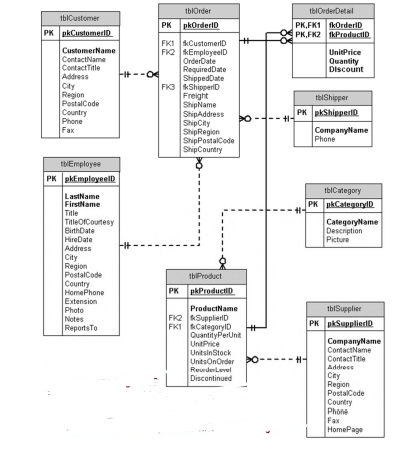 tblCustomer
PK pkCustomerID
CustomerName
ContactName
ContactTitle
Address
City
Region
PostalCode
Country
Phone
Fax
tblOrder
PK pkOrderID
FK1 fkCustomerID
FK2 fkEmployeeID
OrderDate
RequiredDate
ShippedDate
FK3 fkShipperID
Freight
ShipName
ShipAddress
ShipCity
ShipRegion
ShipPostalCode
ShipCountry
tblOrderDetail
PK,FK1 fkOrderID
PK,FK2 fkProductID
UnitPrice
Quantity
Discount
tblShipper
PK pkShipperID
CompanyName
Phone
tblEmployee
PK pkEmployeeID
LastName
FirstName
Title
TitleOfCourtesy
BirthDate
HireDate
Address
City
Region
PostalCode
Country
HomePhone
Extension
Photo
Notes
ReportsTo
tblCategory
PK pkCategoryID
CategoryName
Description
Picture
tblProduct
PK pkProductID
ProductName
FK2 fkSupplierID
FK1 fkCategoryID
QuantityPerUnit
UnitPrice
UnitsInStock
UnitsOnOrder
ReorderLevel
Discontinued
tblSupplier
PK pkSupplierID
CompanyName
ContactName
ContactTitle
Address
City
Region
PostalCode
Country
Phone
Fax
HomePage